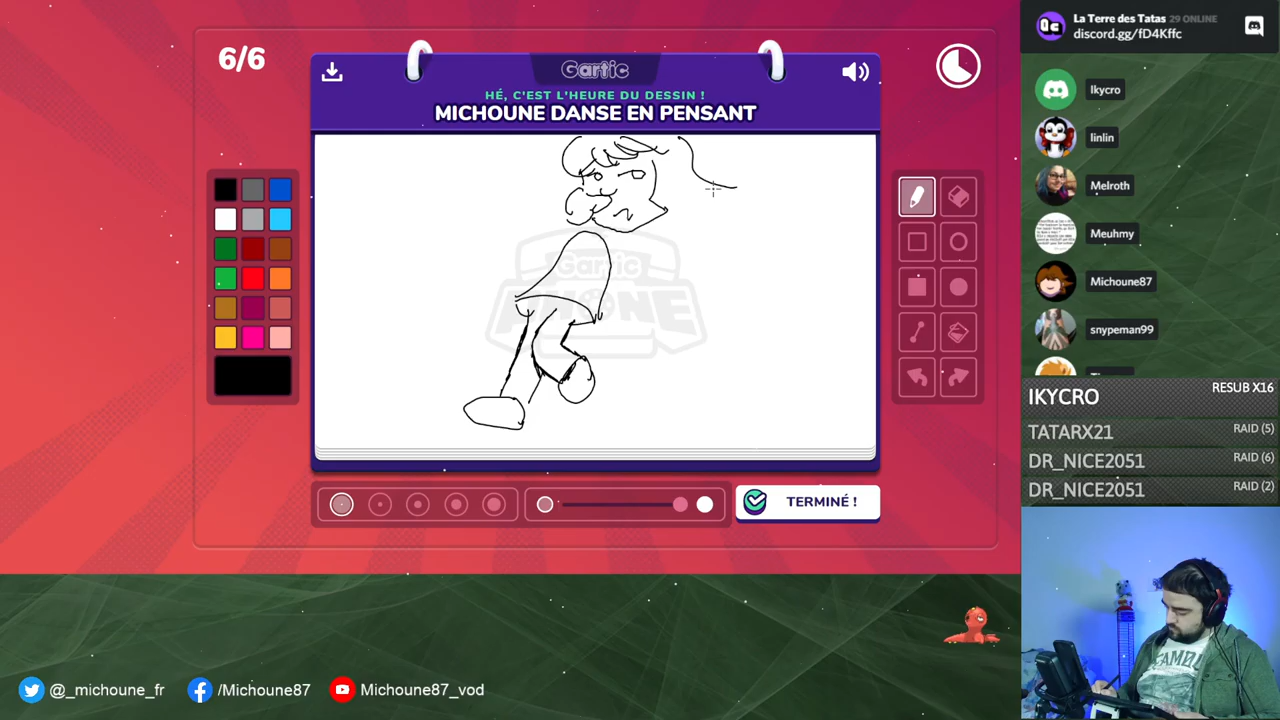 6/6
Gartic
HÉ, C'EST L'HEURE DU DESSIN !
MICHOUNE DANSE EN PENSANT
Gartic
PHONE
TERMINÉ !
La Terre des Tatas 29 ONLINE
discord.gg/fD4Kffc
Ikycro
linlin
Melroth
Meuhmy
Michoune87
snypeman99
IKYCRO RESUB X16
TATARX21 RAID (5)
DR_NICE2051 RAID (6)
DR_NICE2051 RAID (2)
@_michoune_fr
/Michoune87
Michoune87_vod